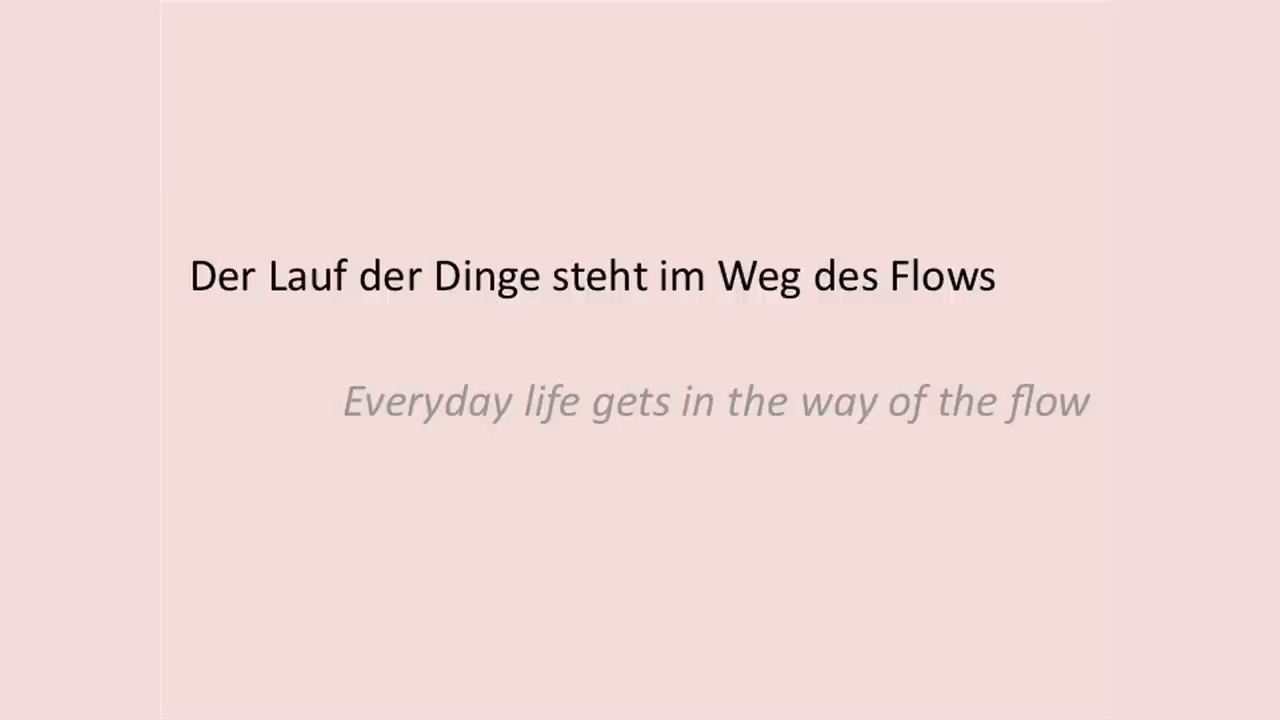 Der Lauf der Dinge steht im Weg des Flows
Everyday life gets in the way of the flow